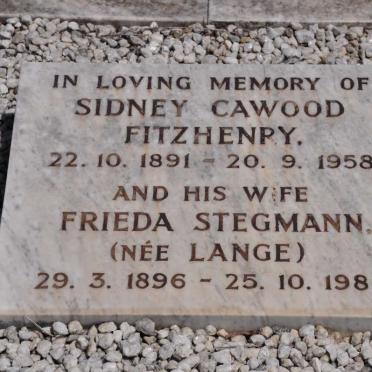 IN LOVING MEMORY OF
SIDNEY CAWOOD
FITZHENRY.
22. 10. 1891 – 20. 9. 1958
AND HIS WIFE
FRIEDA STEGMANN.
(NÉE LANGE)
29. 3. 1896 – 25. 10.